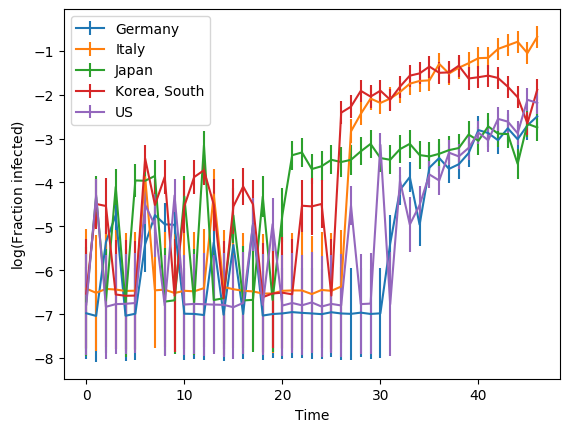 Germany
Italy
Japan
Korea, South
US
log(Fraction infected)
−1
−2
−3
−4
−5
−6
−7
−8
0
10
20
30
40
Time